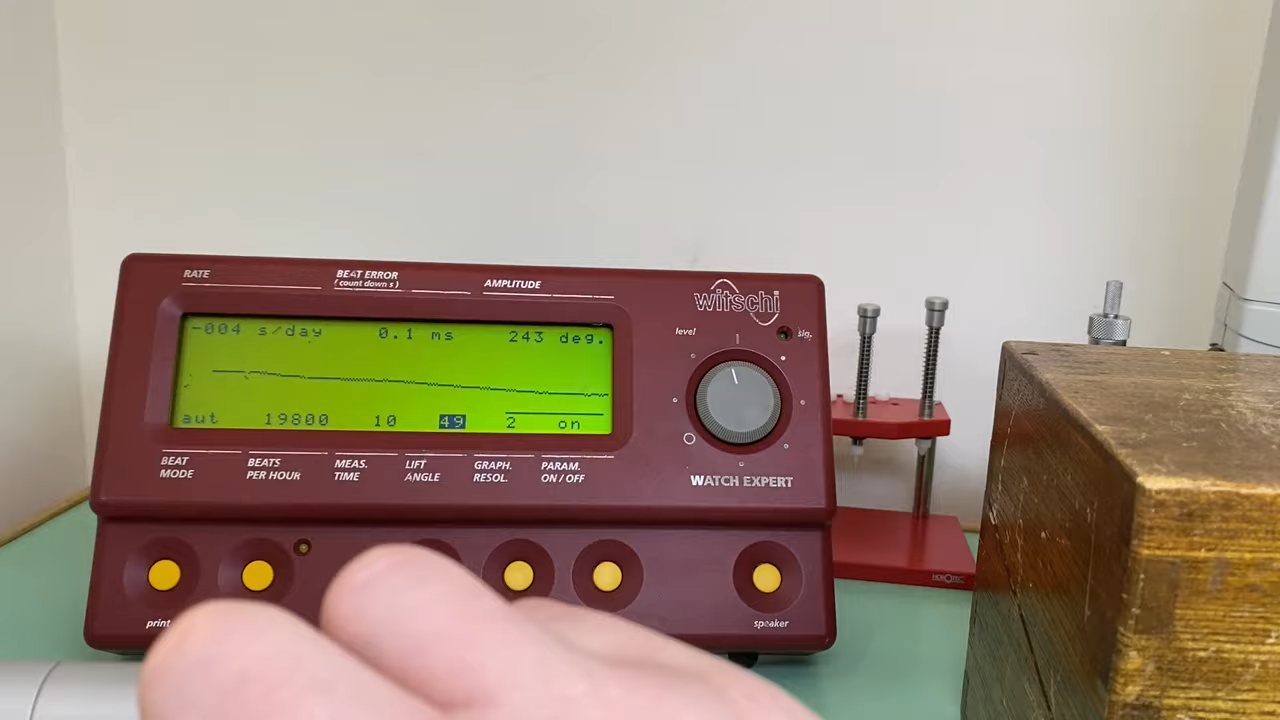 RATE
BEAT ERROR
( count down s )
AMPLITUDE
witschi
level
sig.
-004 s/day 0.1 ms 243 deg.
aut 19800 10 49 2 on
BEAT MODE
BEATS PER HOUR
MEAS. TIME
LIFT ANGLE
GRAPH. RESOL.
PARAM. ON / OFF
WATCH EXPERT
print
speaker